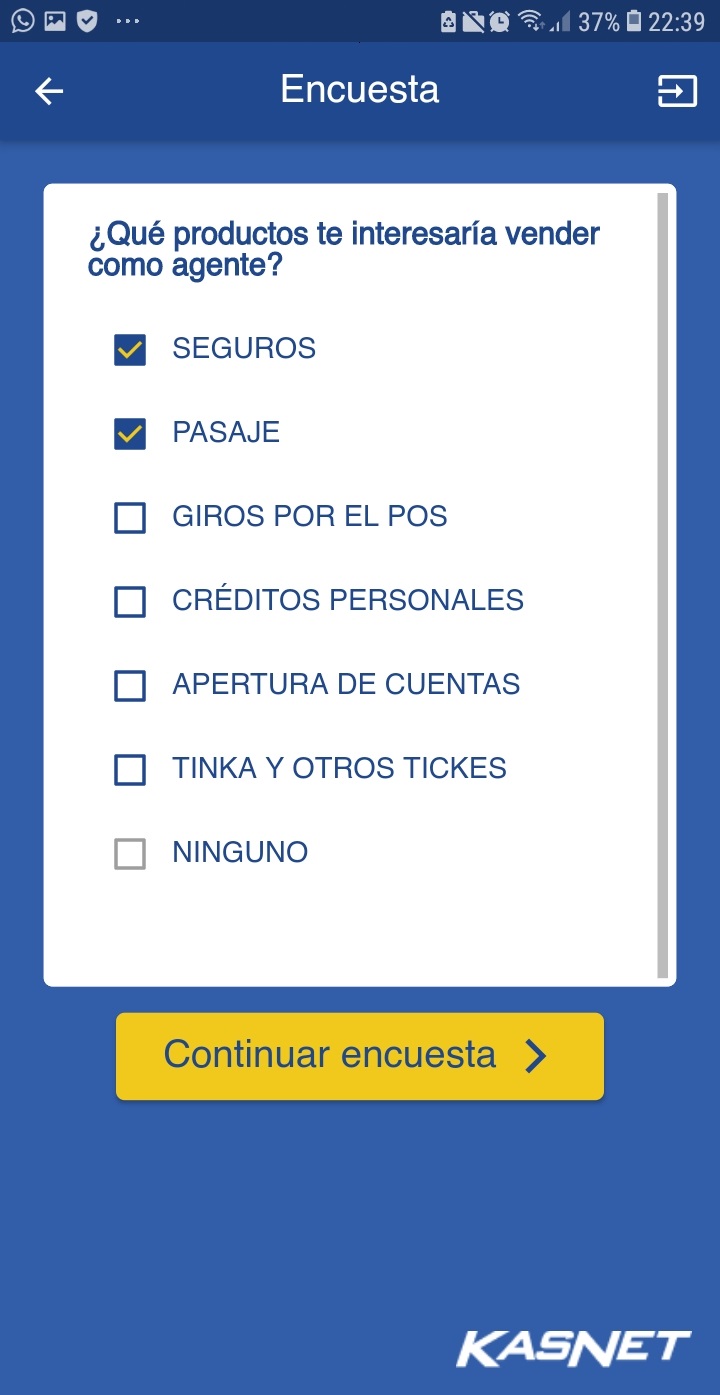 37% 22:39
Encuesta
¿Qué productos te interesaría vender
como agente?
SEGUROS
PASAJE
GIROS POR EL POS
CRÉDITOS PERSONALES
APERTURA DE CUENTAS
TINKA Y OTROS TICKES
NINGUNO
Continuar encuesta
KASNET